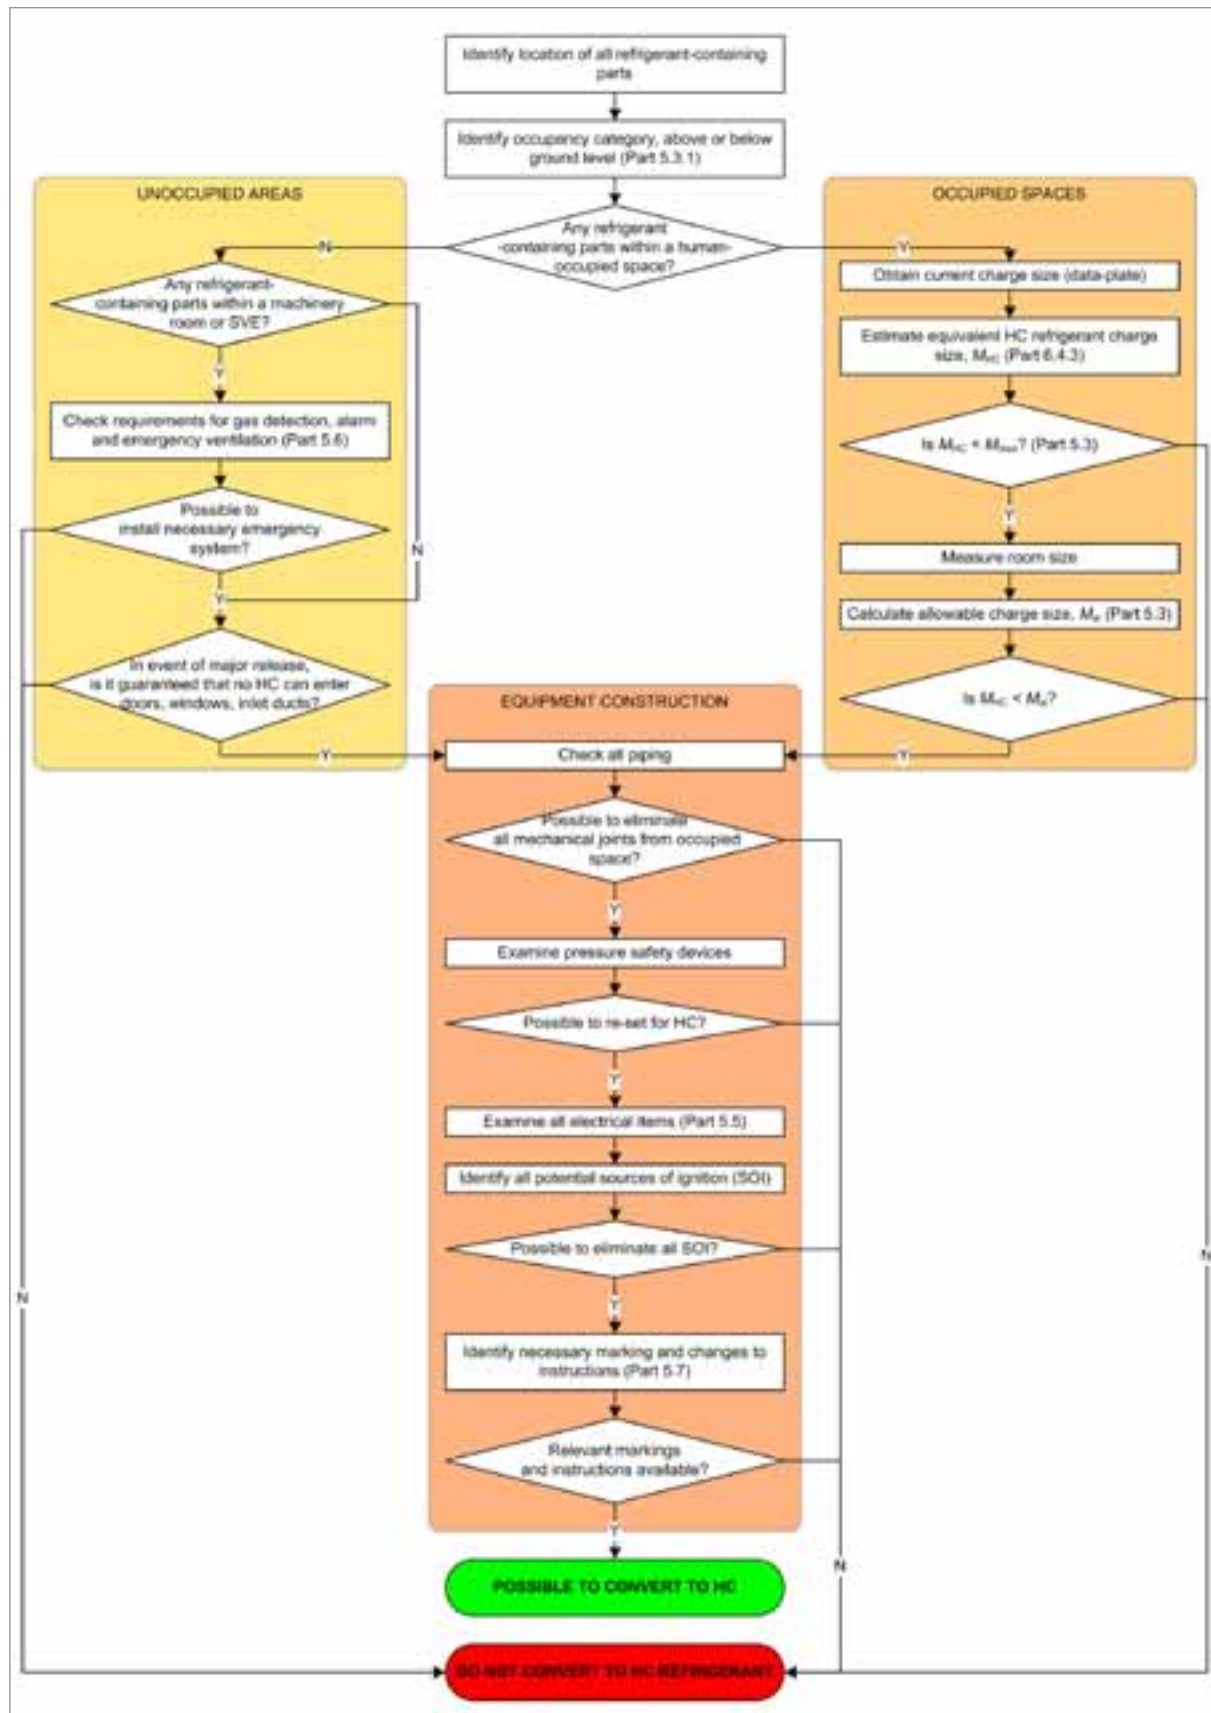 Identify location of all refrigerant-containing
parts
Identify occupancy category, above or below
ground level (Part 5.3.1)
Any refrigerant
-containing parts within a human-
occupied space?
N
Y
UNOCCUPIED AREAS
Any refrigerant-
containing parts within a machinery
room or SVE?
Y
Check requirements for gas detection, alarm
and emergency ventilation (Part 5.6)
Possible to
install necessary emergency
system?
N
Y
In event of major release,
is it guaranteed that no HC can enter
doors, windows, inlet ducts?
Y
N
OCCUPIED SPACES
Obtain current charge size (data-plate)
Estimate equivalent HC refrigerant charge
size, MHC (Part 6.4.3)
Is MHC < Mmax? (Part 5.3)
Y
Measure room size
Calculate allowable charge size, (Part 5.3)
Is MHC <
Y
N
EQUIPMENT CONSTRUCTION
Check all piping
Possible to eliminate
all mechanical joints from occupied
space?
Y
Examine pressure safety devices
Possible to re-set for HC?
Y
Examine all electrical items (Part 5.5)
Identify all potential sources of ignition (SOI)
Possible to eliminate all SOI?
Y
Identify necessary marking and changes to
instructions (Part 5.7)
Relevant markings
and instructions available?
Y
N
POSSIBLE TO CONVERT TO HC
DO NOT CONVERT TO HC REFRIGERANT